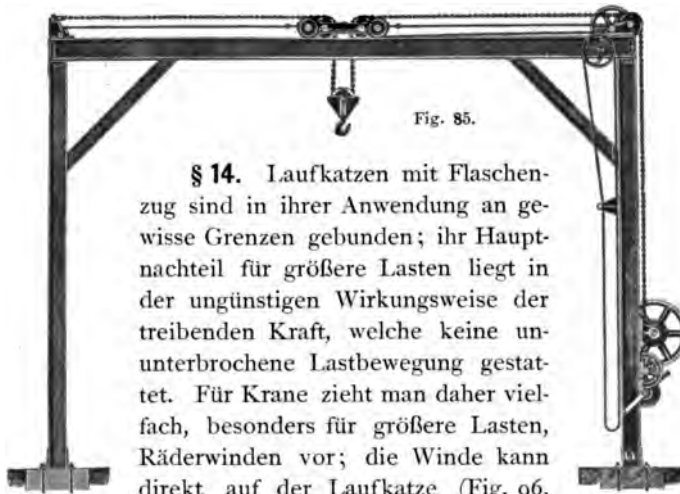 Fig. 85.
§ 14. Laufkatzen mit Flaschen-
zug sind in ihrer Anwendung an ge-
wisse Grenzen gebunden; ihr Haupt-
nachteil für größere Lasten liegt in
der ungünstigen Wirkungsweise der
treibenden Kraft, welche keine un-
unterbrochene Lastbewegung gestat-
tet. Für Krane zieht man daher viel-
fach, besonders für größere Lasten,
Räderwinden vor; die Winde kann
direkt auf der Laufkatze (Fig. 96,